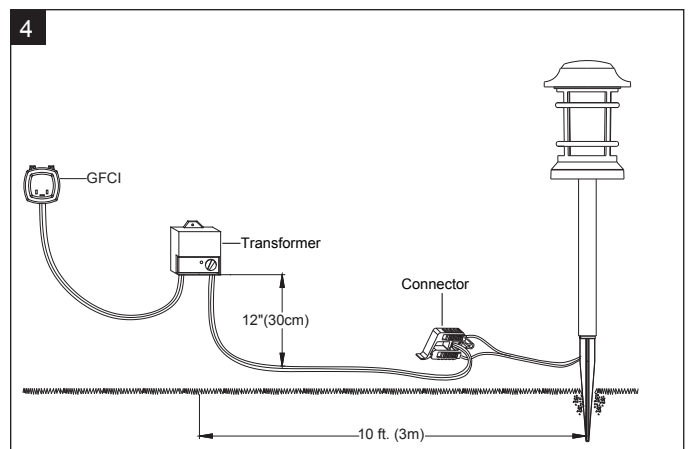 4
GFCI
Transformer
Connector
12"(30cm)
10 ft. (3m)